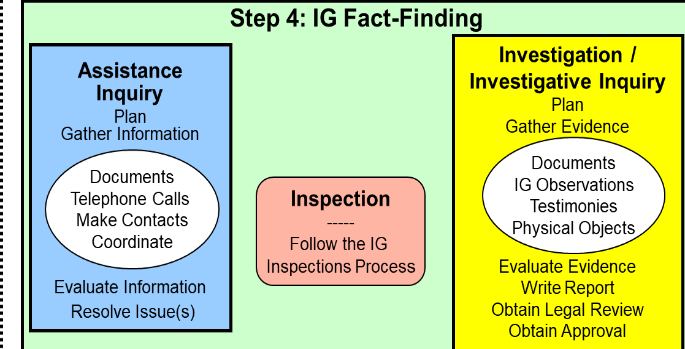 Step 4: IG Fact-Finding
Assistance
Inquiry
Plan
Gather Information
Documents
Telephone Calls
Make Contacts
Coordinate
Evaluate Information
Resolve Issue(s)
Inspection
-----
Follow the IG
Inspections Process
Investigation /
Investigative Inquiry
Plan
Gather Evidence
Documents
IG Observations
Testimonies
Physical Objects
Evaluate Evidence
Write Report
Obtain Legal Review
Obtain Approval